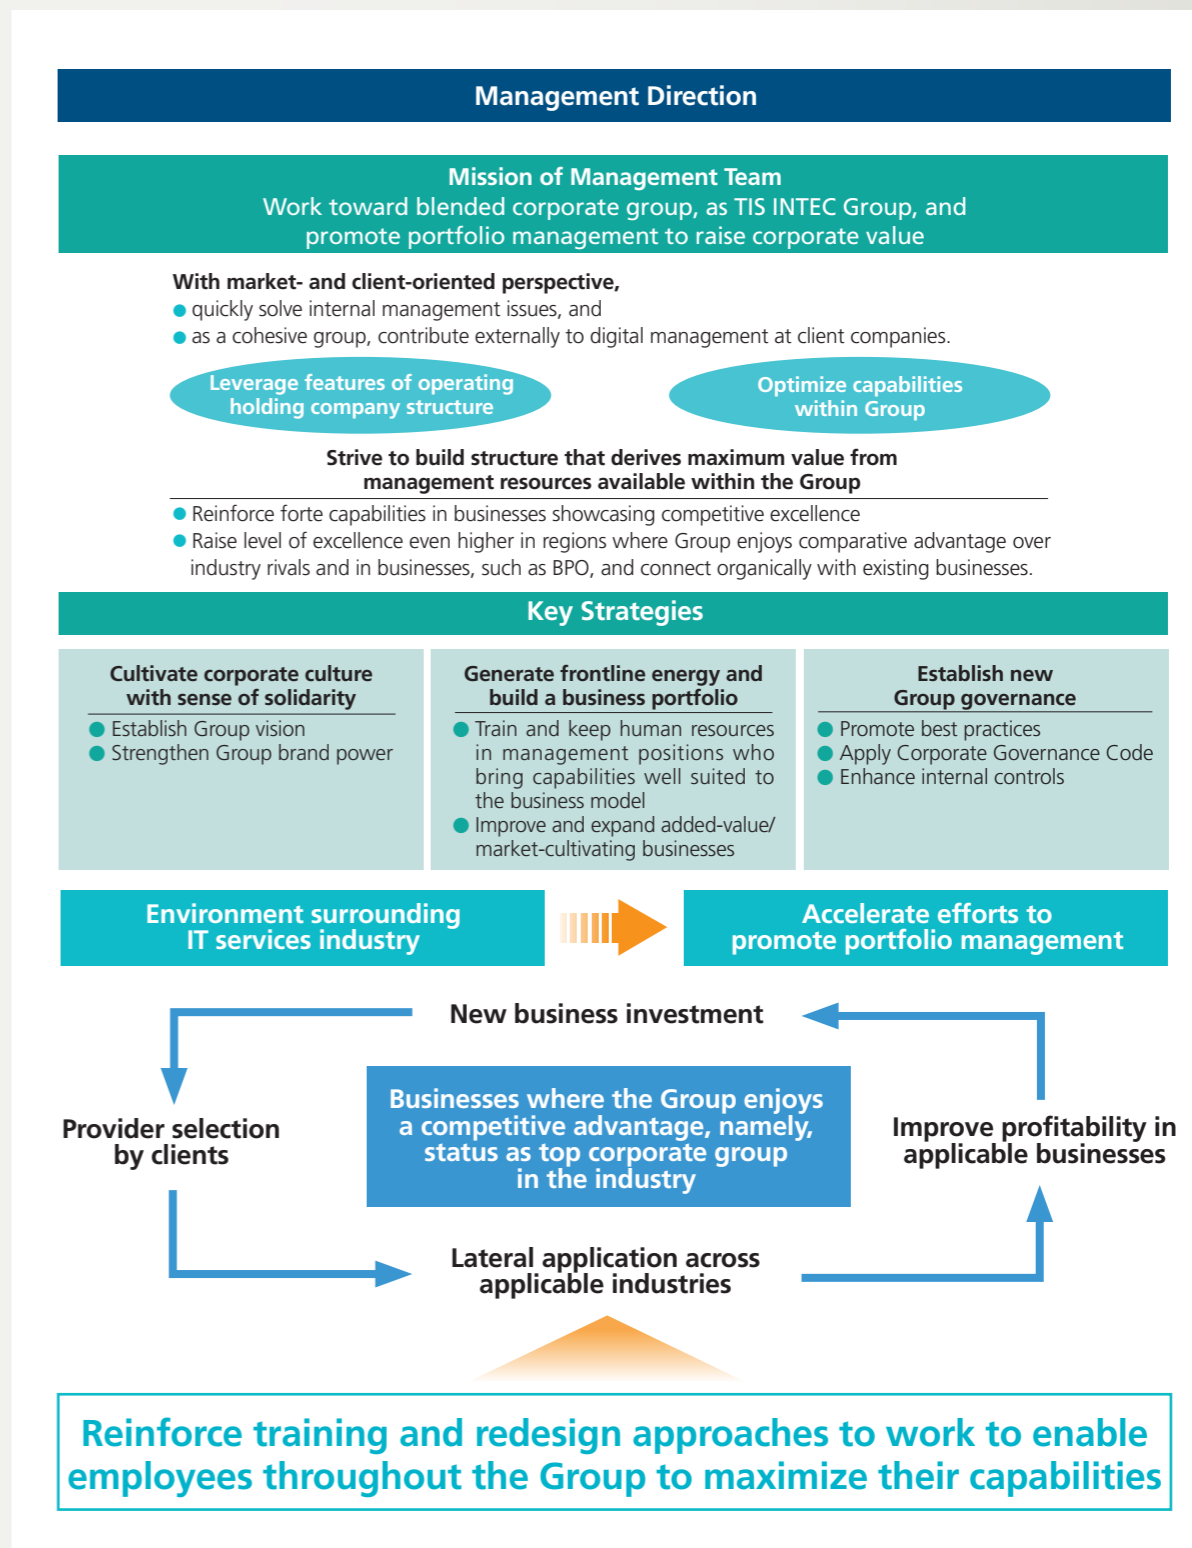 Management Direction
Mission of Management Team
Work toward blended corporate group, as TIS INTEC Group, and
promote portfolio management to raise corporate value
With market- and client-oriented perspective,
● quickly solve internal management issues, and
● as a cohesive group, contribute externally to digital management at client companies.
Leverage features of operating
holding company structure
Optimize capabilities
within Group
Strive to build structure that derives maximum value from
management resources available within the Group
● Reinforce forte capabilities in businesses showcasing competitive excellence
● Raise level of excellence even higher in regions where Group enjoys comparative advantage over
industry rivals and in businesses, such as BPO, and connect organically with existing businesses.
Key Strategies
Cultivate corporate culture
with sense of solidarity
● Establish Group vision
● Strengthen Group brand power
Generate frontline energy and
build a business portfolio
● Train and keep human resources
in management positions who
bring capabilities well suited to
the business model
● Improve and expand added-value/
market-cultivating businesses
Establish new
Group governance
● Promote best practices
● Apply Corporate Governance Code
● Enhance internal controls
Environment surrounding
IT services industry
Accelerate efforts to
promote portfolio management
New business investment
Provider selection
by clients
Businesses where the Group enjoys
a competitive advantage, namely,
status as top corporate group
in the industry
Improve profitability in
applicable businesses
Lateral application across
applicable industries
Reinforce training and redesign approaches to work to enable
employees throughout the Group to maximize their capabilities